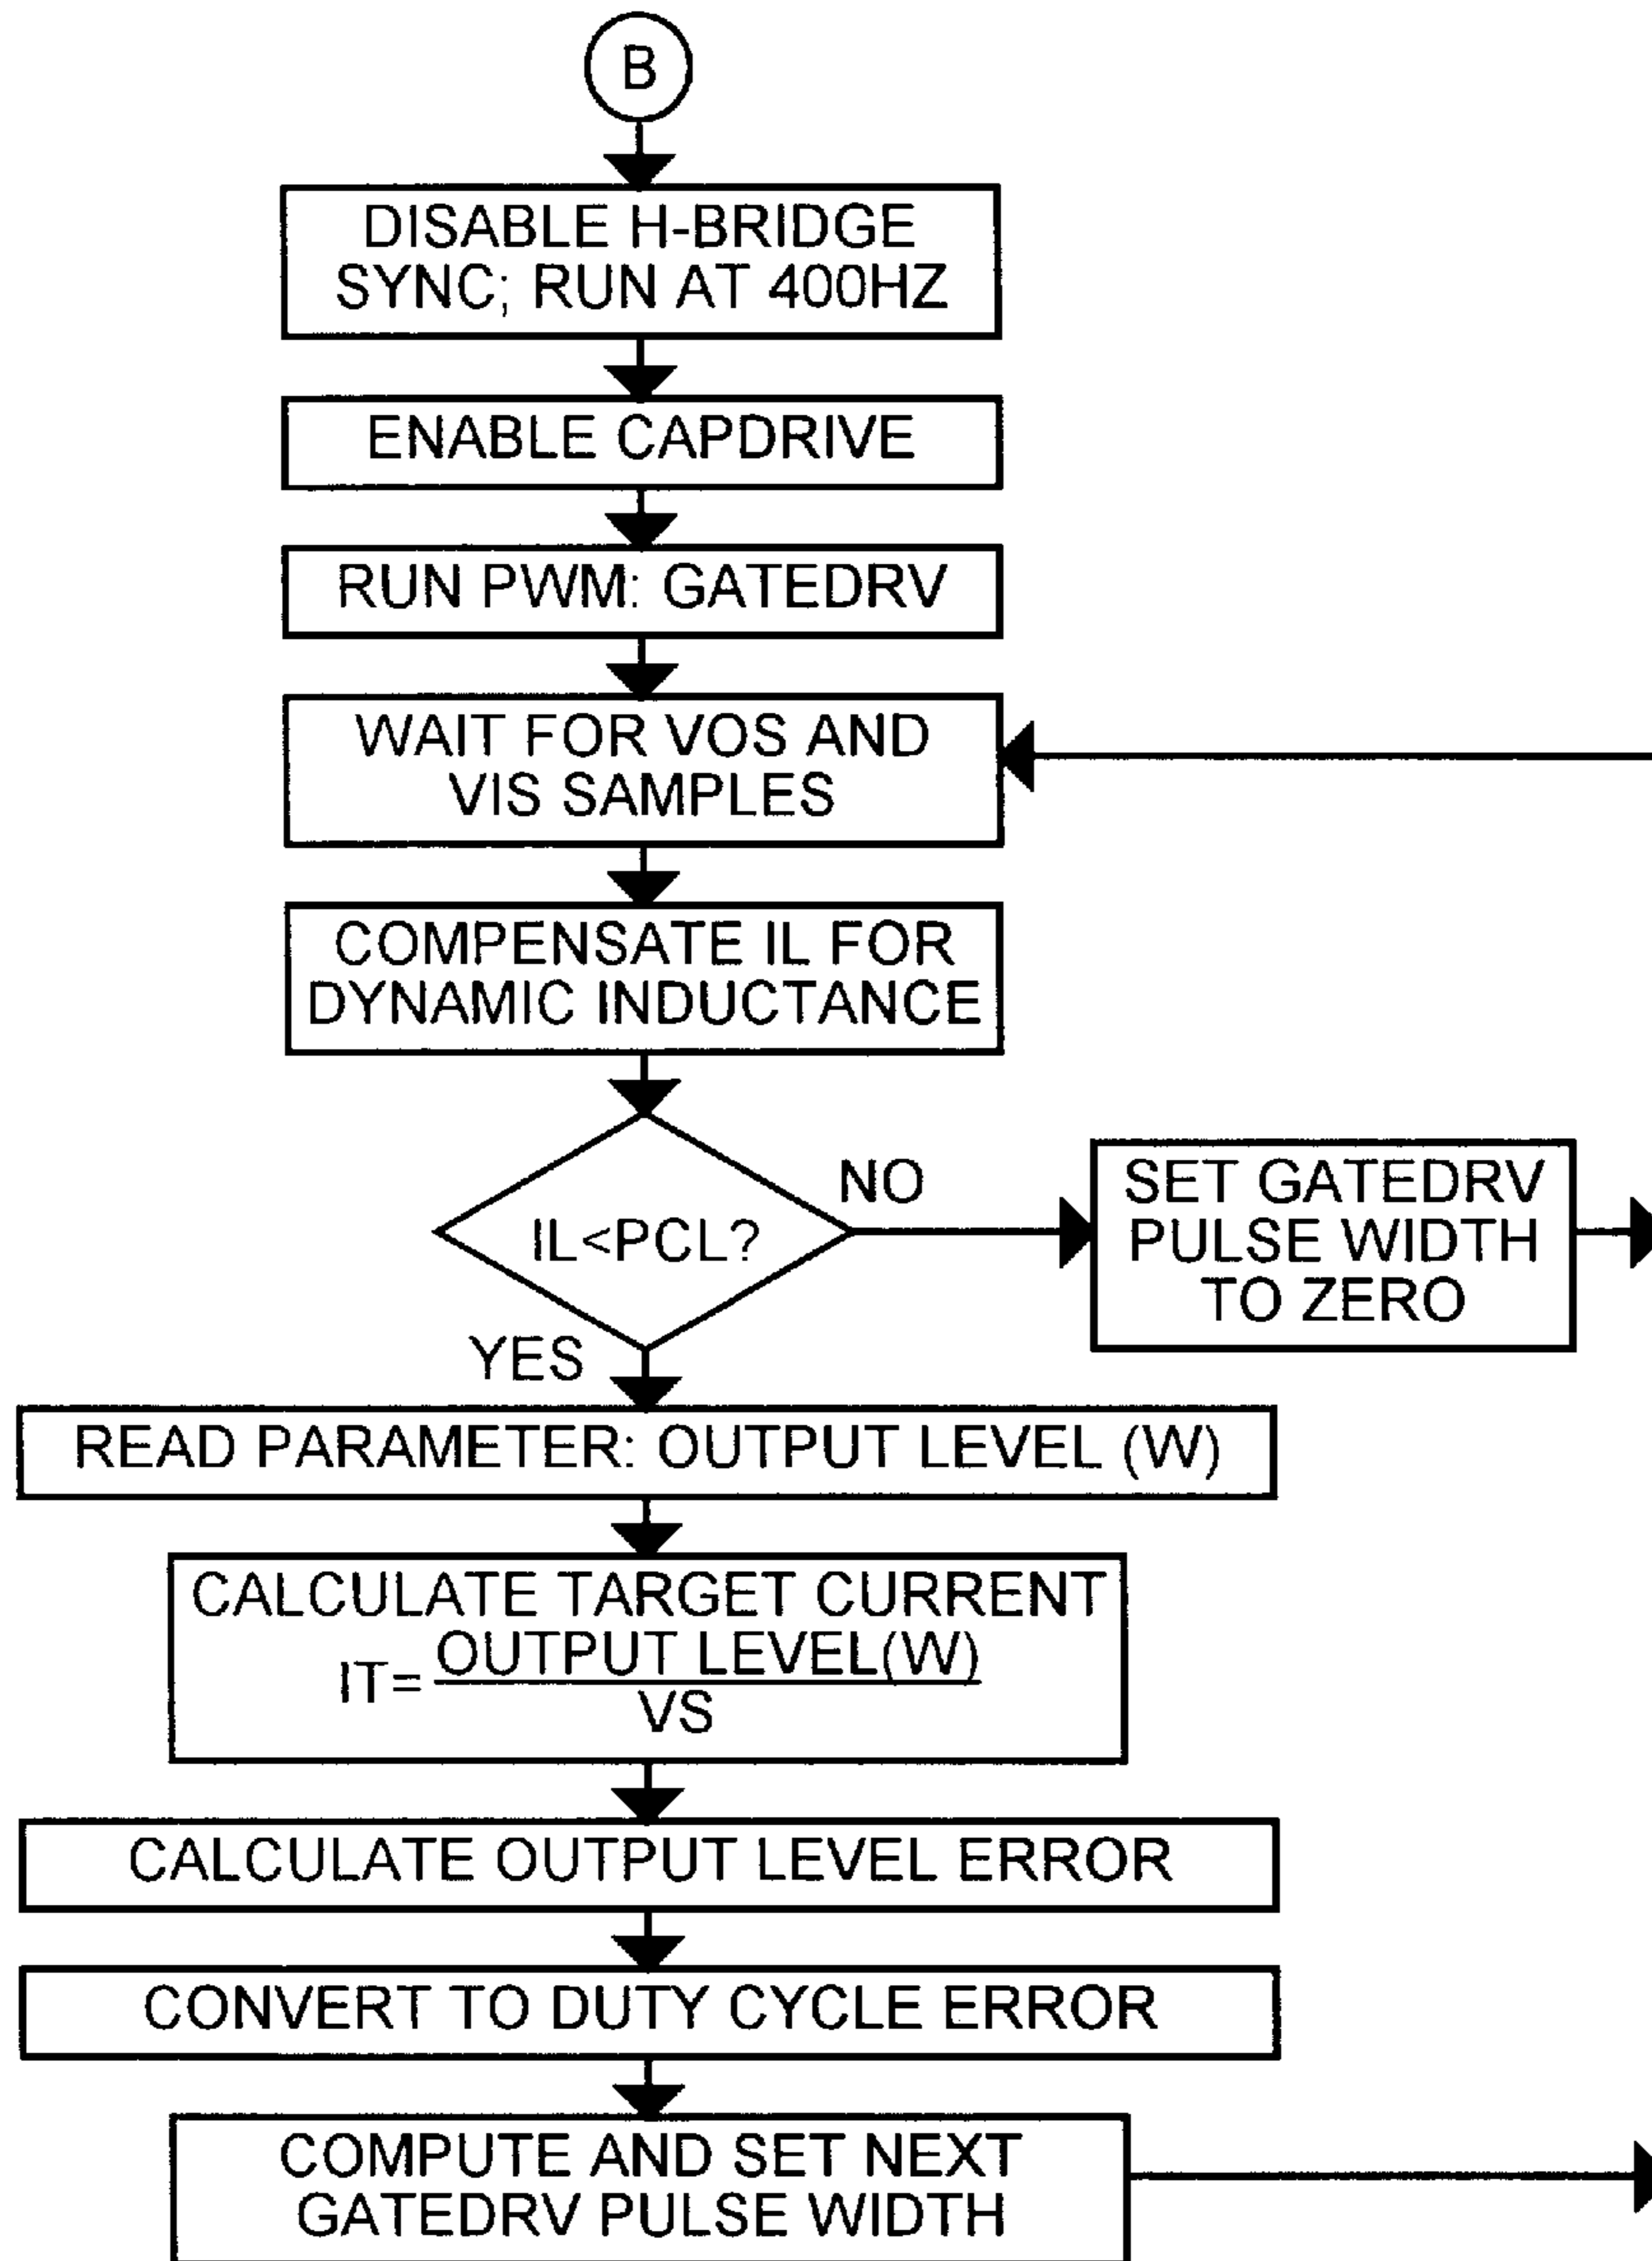 B
DISABLE H-BRIDGE
SYNC; RUN AT 400HZ
ENABLE CAPDRIVE
RUN PWM: GATEDRV
WAIT FOR VOS AND
VIS SAMPLES
COMPENSATE IL FOR
DYNAMIC INDUCTANCE
IL<PCL?
NO
SET GATEDRV
PULSE WIDTH
TO ZERO
YES
READ PARAMETER: OUTPUT LEVEL (W)
CALCULATE TARGET CURRENT
IT= OUTPUT LEVEL(W)
VS
CALCULATE OUTPUT LEVEL ERROR
CONVERT TO DUTY CYCLE ERROR
COMPUTE AND SET NEXT
GATEDRV PULSE WIDTH